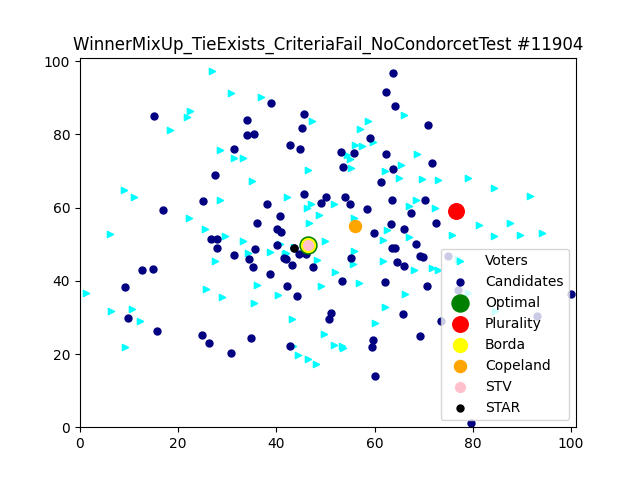 WinnerMixUp_TieExists_CriteriaFail_NoCondorcetTest #11904
100
80
60
40
20
0
0 20 40 60 80 100
Voters
Candidates
Optimal
Plurality
Borda
Copeland
STV
STAR